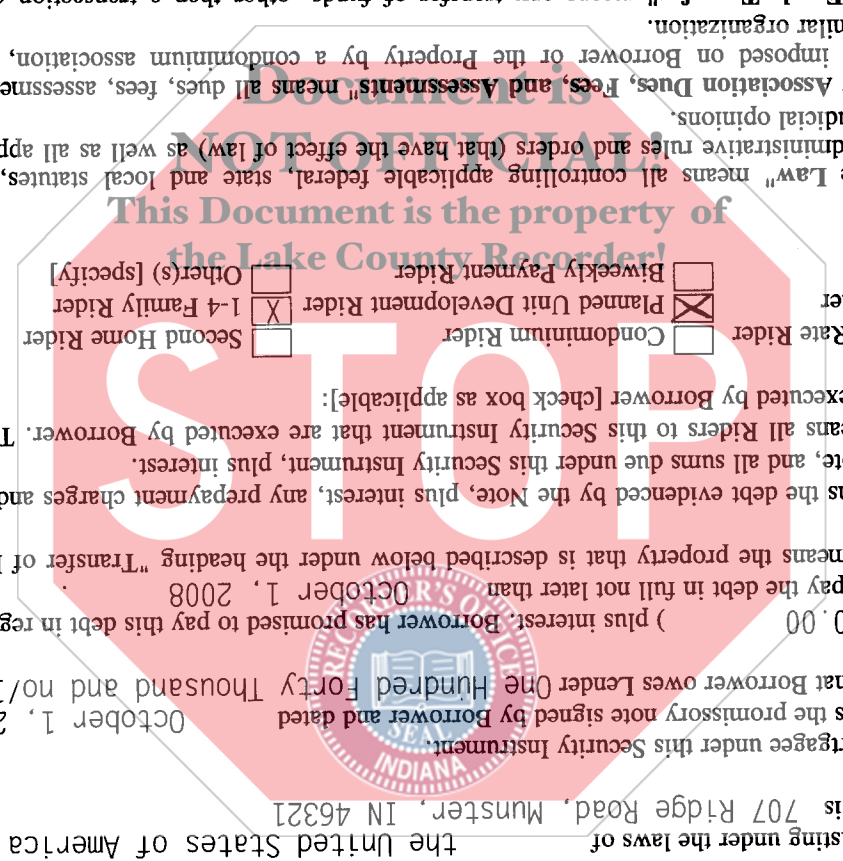 sting under the laws of the United States of America
is 707 Ridge Road, Munster, IN 46321
rtgagee under this Security Instrument.
s the promissory note signed by Borrower and dated October 1, 2
hat Borrower owes Lender One Hundred Forty Thousand and no/1
0.00 ) plus interest. Borrower has promised to pay this debt in reg
pay the debt in full not later than October 1, 2008 .
means the property that is described below under the heading "Transfer of
ns the debt evidenced by the Note, plus interest, any prepayment charges and
ote, and all sums due under this Security Instrument, plus interest.
eans all Riders to this Security Instrument that are executed by Borrower. T
executed by Borrower [check box as applicable]:
Rate Rider Condominium Rider Second Home Rider
er X Planned Unit Development Rider X 1-4 Family Rider
Biweekly Payment Rider Other(s) [specify]
e Law" means all controlling applicable federal, state and local statutes,
dministrative rules and orders (that have the effect of law) as well as all app
udicial opinions.
Association Dues, Fees, and Assessments" means all dues, fees, assessme
imposed on Borrower or the Property by a condominium association,
milar organization.
Document is
NOT OFFICIAL!
This Document is the property of
the Lake County Recorder!
STOP
RECORDER'S OFFICE
SEAL
INDIANA